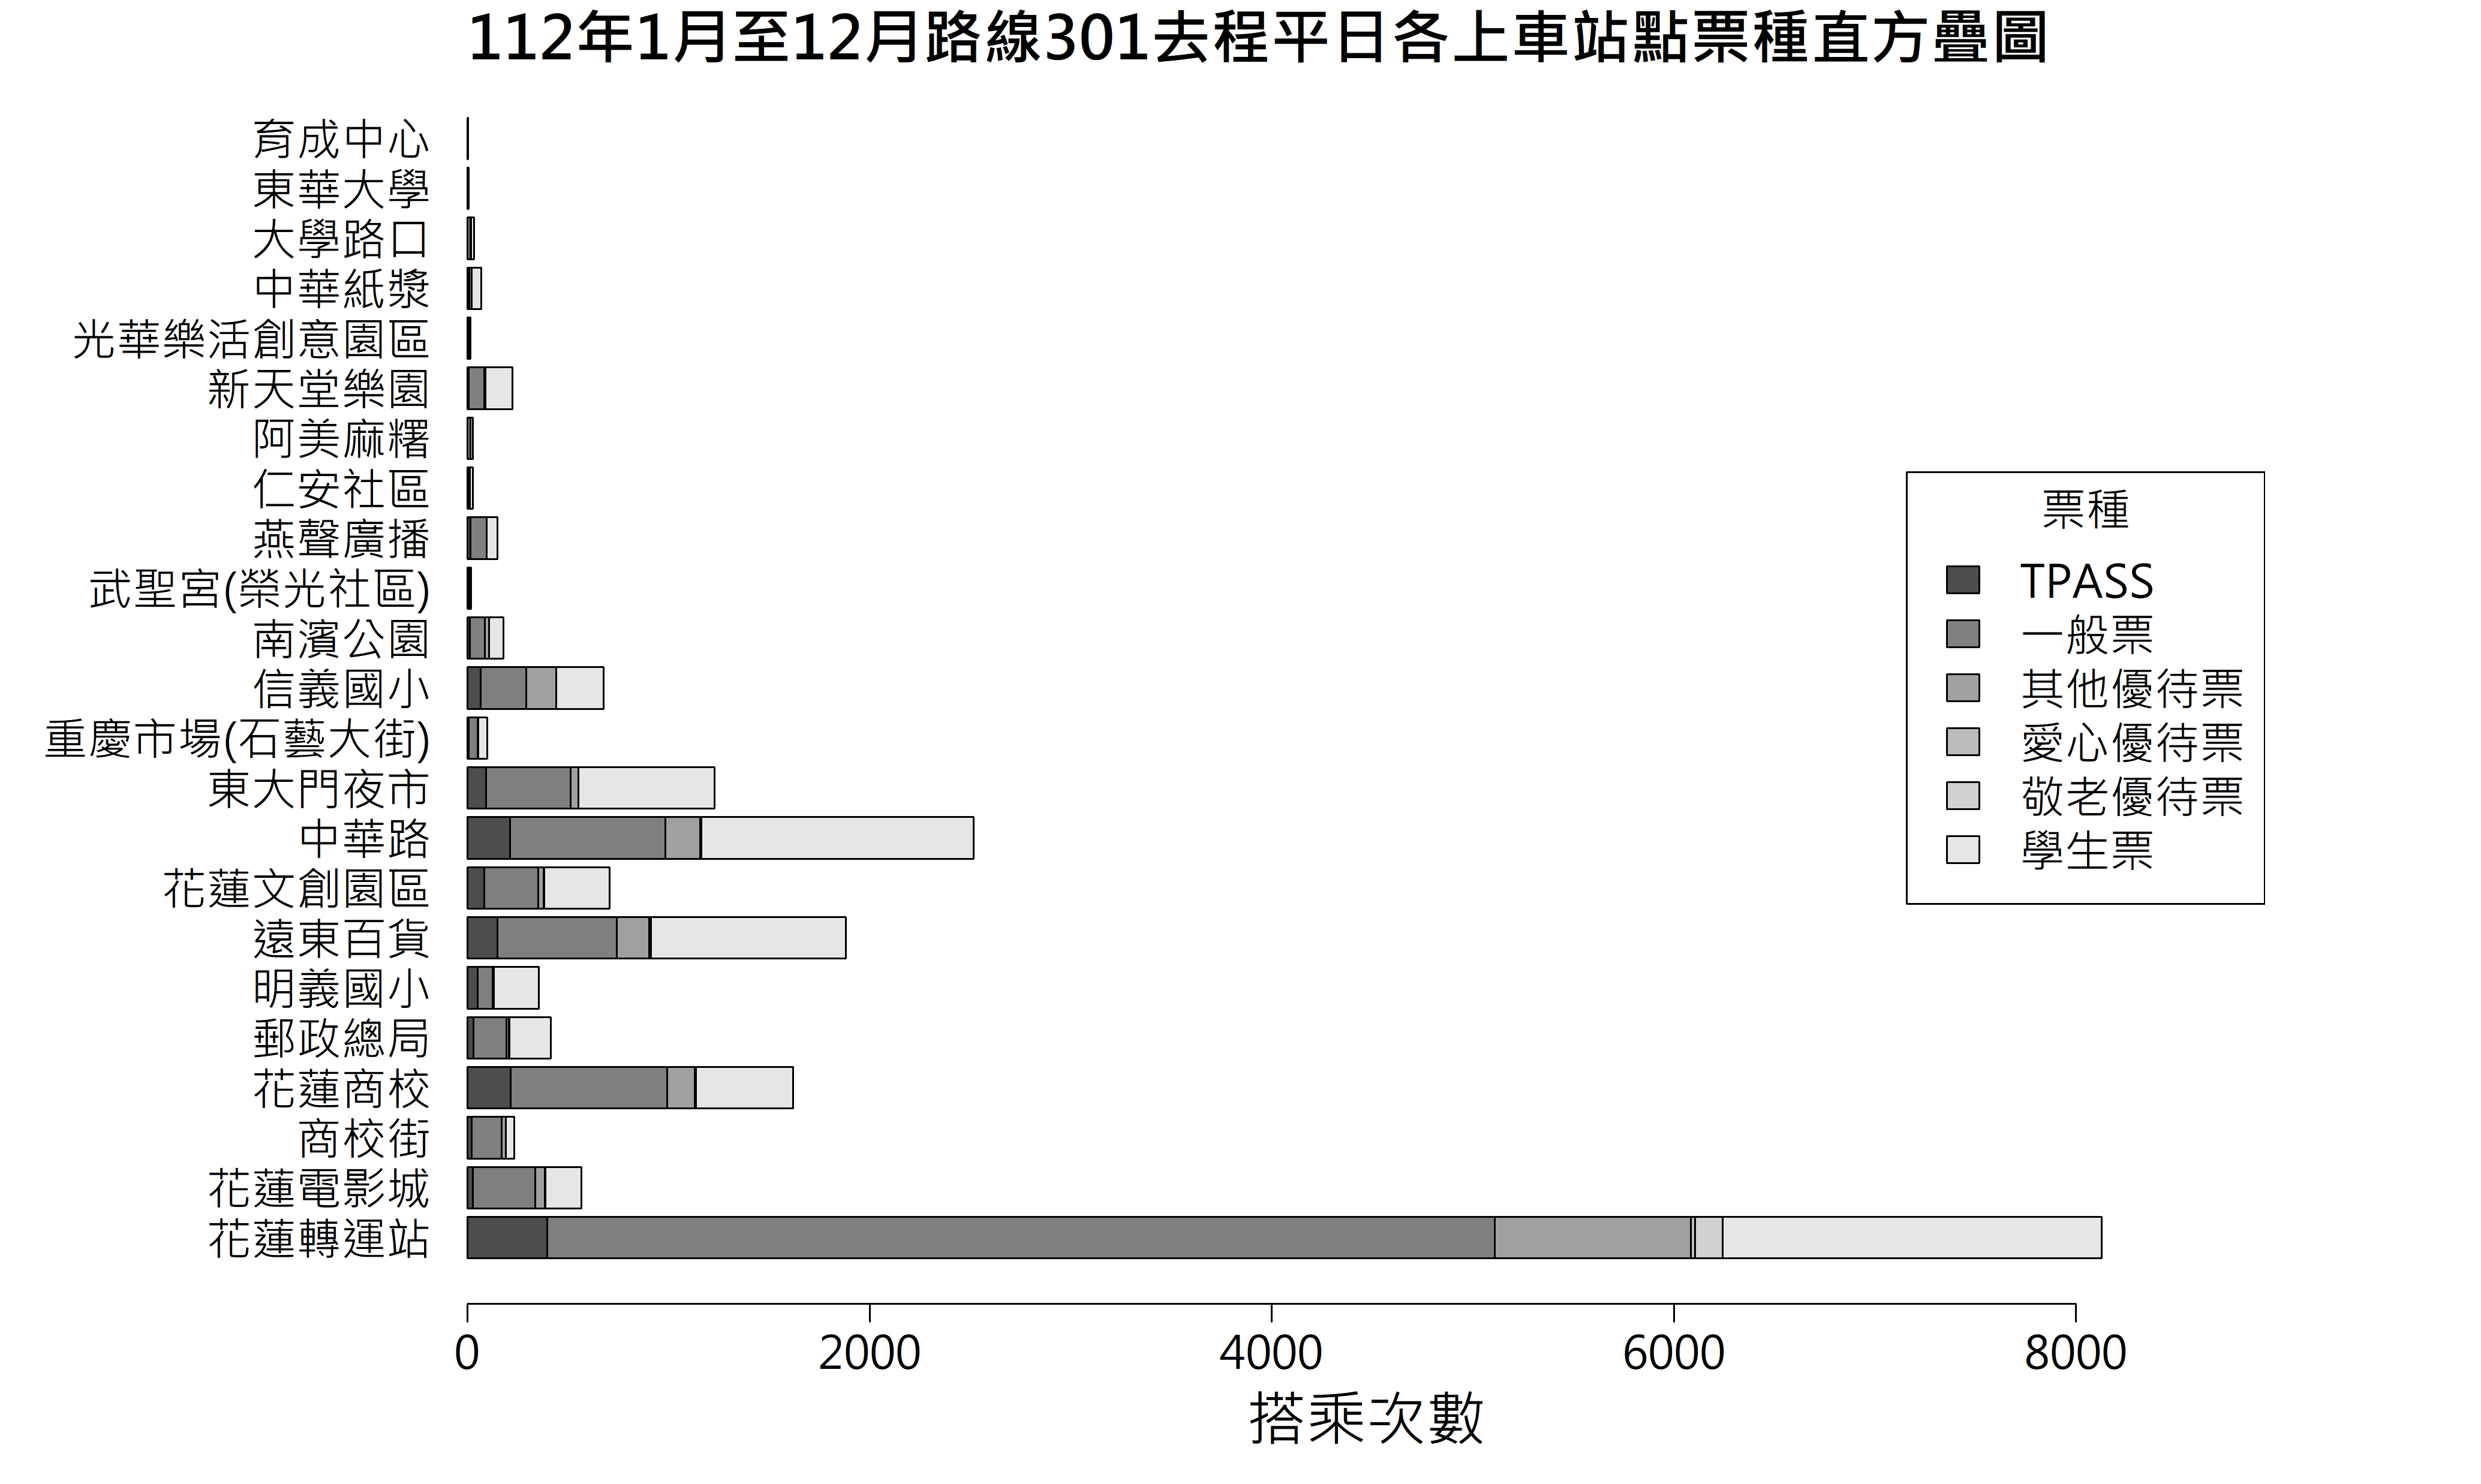 112年1月至12月路線301去程平日各上車站點票種直方疊圖
育成中心
東華大學
大學路口
中華紙漿
光華樂活創意園區
新天堂樂園
阿美麻糬
仁安社區
燕聲廣播
武聖宮(榮光社區)
南濱公園
信義國小
重慶市場(石藝大街)
東大門夜市
中華路
花蓮文創園區
遠東百貨
明義國小
郵政總局
花蓮商校
商校街
花蓮電影城
花蓮轉運站
票種
TPASS
一般票
其他優待票
愛心優待票
敬老優待票
學生票
0 2000 4000 6000 8000
搭乘次數